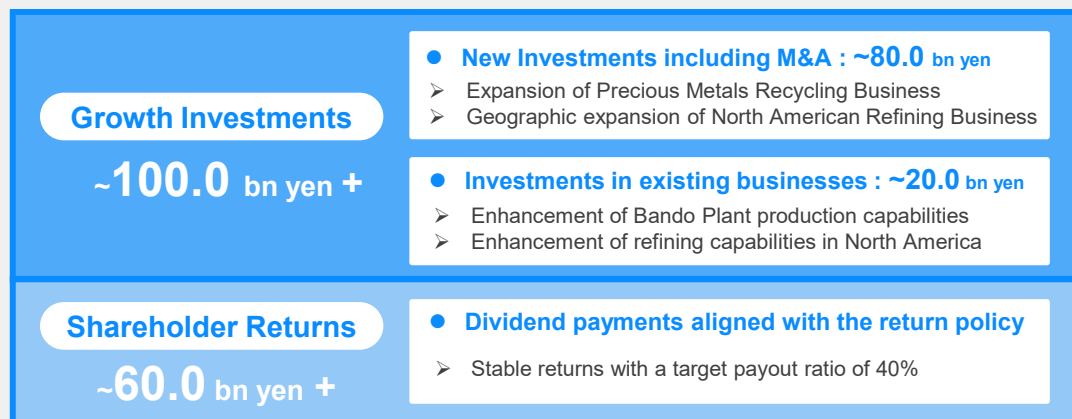 Growth Investments
~100.0 bn yen +
● New Investments including M&A : ~80.0 bn yen
➢ Expansion of Precious Metals Recycling Business
➢ Geographic expansion of North American Refining Business
● Investments in existing businesses : ~20.0 bn yen
➢ Enhancement of Bando Plant production capabilities
➢ Enhancement of refining capabilities in North America
Shareholder Returns
~60.0 bn yen +
● Dividend payments aligned with the return policy
➢ Stable returns with a target payout ratio of 40%